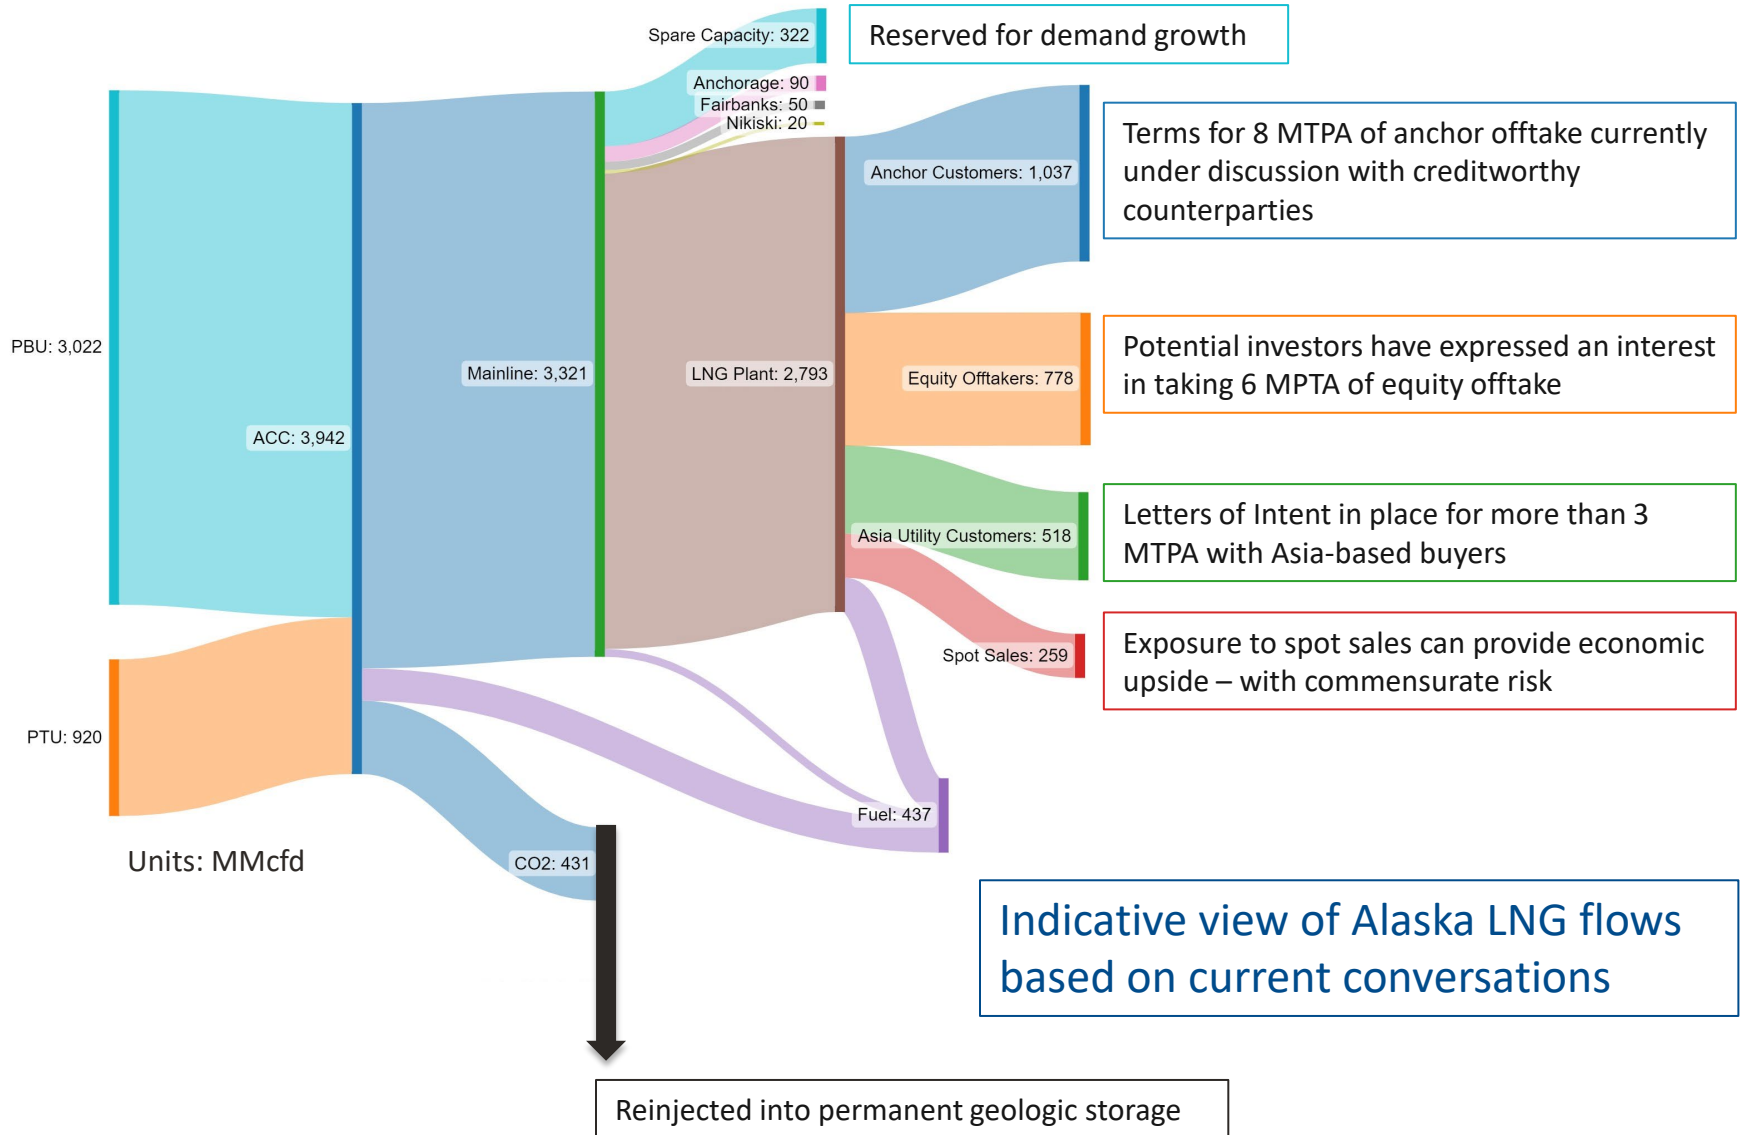 Spare Capacity: 322
Reserved for demand growth
Anchorage: 90
Fairbanks: 50
Nikiski: 20
Anchor Customers: 1,037
Terms for 8 MTPA of anchor offtake currently
under discussion with creditworthy
counterparties
PBU: 3,022
Mainline: 3,321
LNG Plant: 2,793
Equity Offtakers: 778
Potential investors have expressed an interest
in taking 6 MPTA of equity offtake
ACC: 3,942
Asia Utility Customers: 518
Letters of Intent in place for more than 3
MTPA with Asia-based buyers
Spot Sales: 259
Exposure to spot sales can provide economic
upside – with commensurate risk
PTU: 920
Fuel: 437
Units: MMcfd
CO2: 431
Indicative view of Alaska LNG flows
based on current conversations
Reinjected into permanent geologic storage